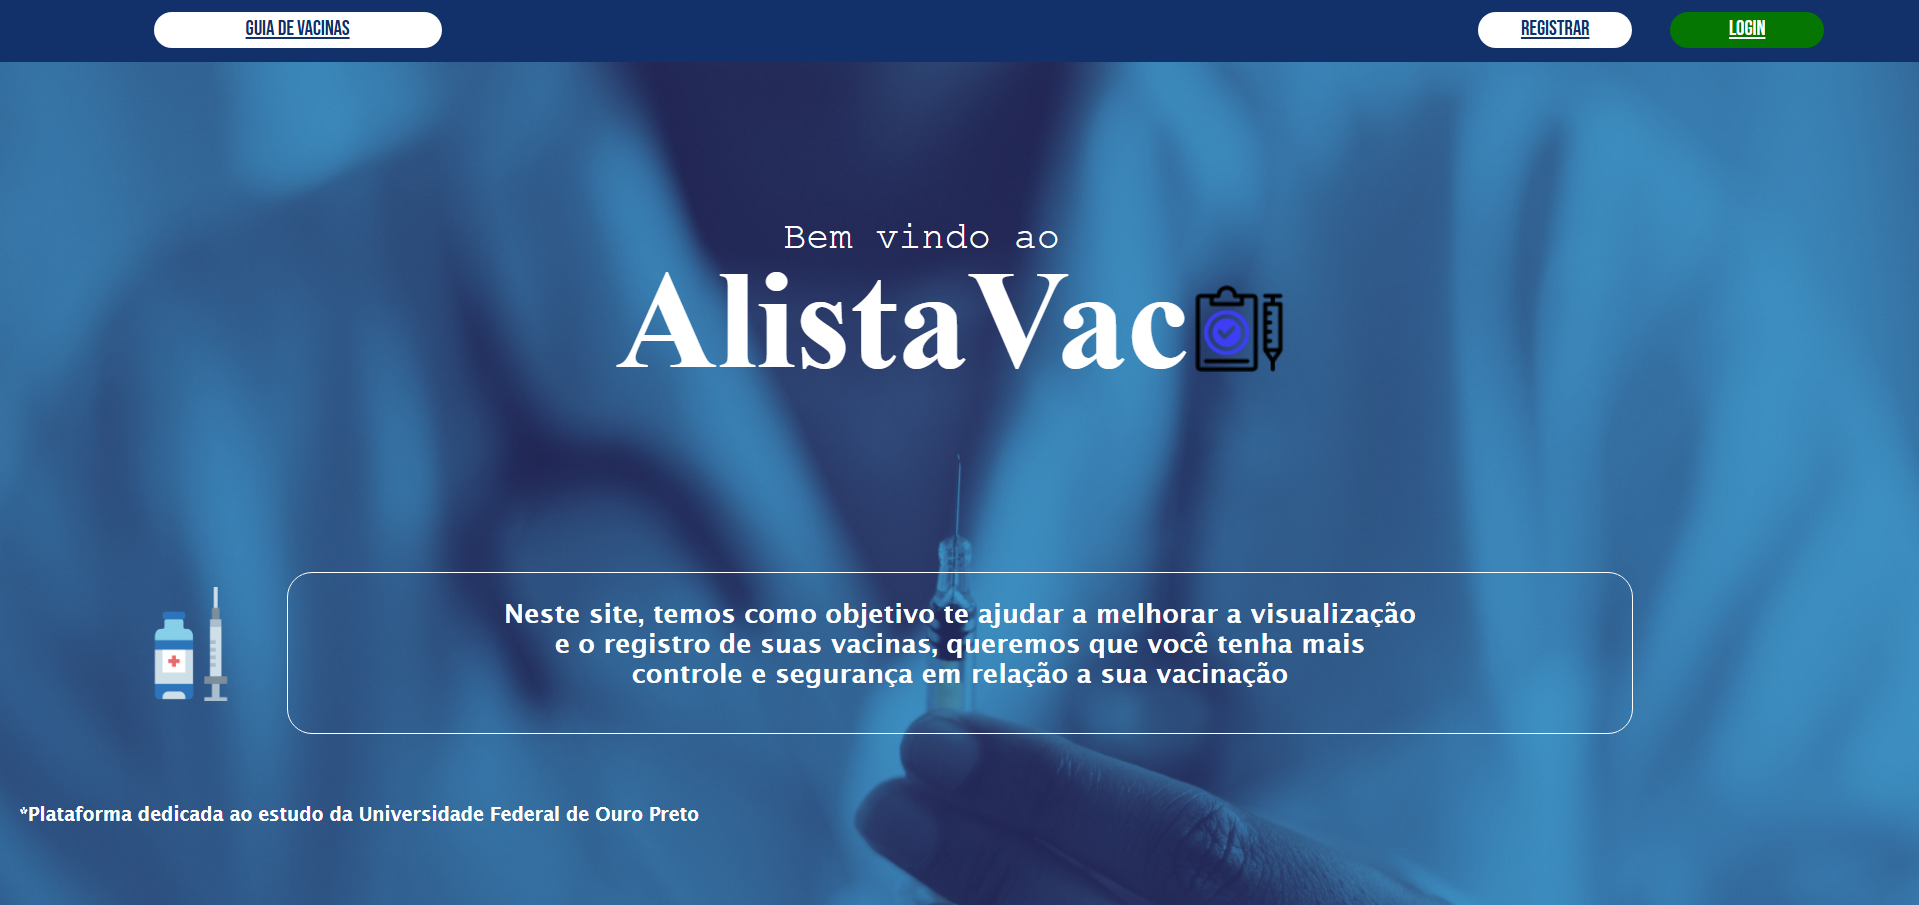 GUIA DE VACINAS
REGISTRAR
LOGIN
Bem vindo ao
AlistaVac
Neste site, temos como objetivo te ajudar a melhorar a visualização
e o registro de suas vacinas, queremos que você tenha mais
controle e segurança em relação a sua vacinação
*Plataforma dedicada ao estudo da Universidade Federal de Ouro Preto